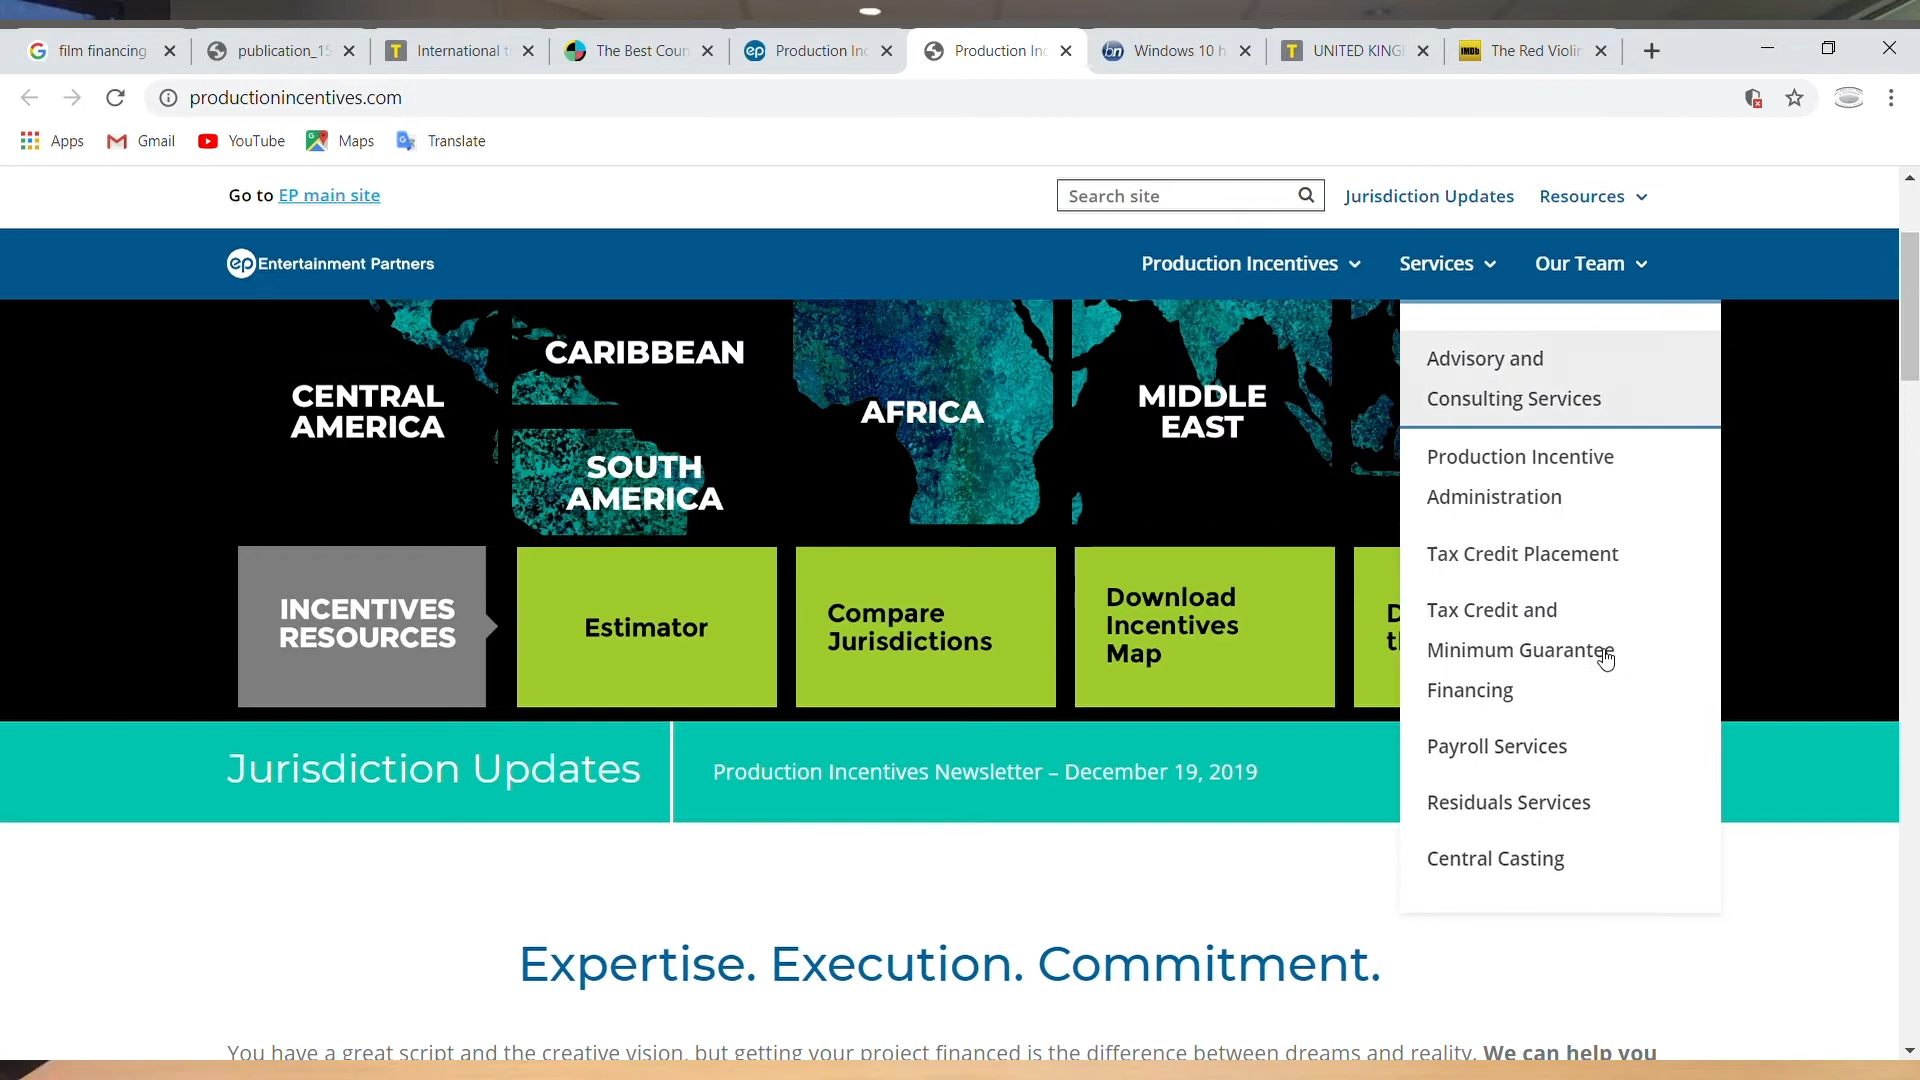 film financing
publication_15
International t
The Best Coun
Production Inc
Production Inc
Windows 10 h
UNITED KINGD
The Red Violin
productionincentives.com
Apps
Gmail
YouTube
Maps
Translate
Go to EP main site
Search site
Jurisdiction Updates
Resources
ep Entertainment Partners
Production Incentives
Services
Our Team
CENTRAL
AMERICA
CARIBBEAN
SOUTH
AMERICA
AFRICA
MIDDLE
EAST
Advisory and
Consulting Services
Production Incentive
Administration
Tax Credit Placement
Tax Credit and
Minimum Guarantee
Financing
Payroll Services
Residuals Services
Central Casting
INCENTIVES
RESOURCES
Estimator
Compare
Jurisdictions
Download
Incentives
Map
Jurisdiction Updates
Production Incentives Newsletter – December 19, 2019
Expertise. Execution. Commitment.
You have a great script and the creative vision, but getting your project financed is the difference between dreams and reality. We can help you